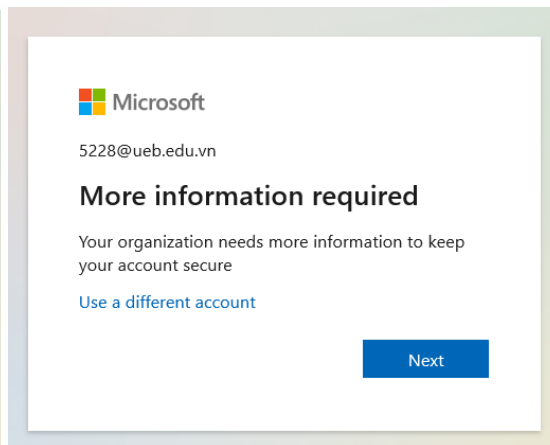 Microsoft
5228@ueb.edu.vn
More information required
Your organization needs more information to keep
your account secure
Use a different account
Next